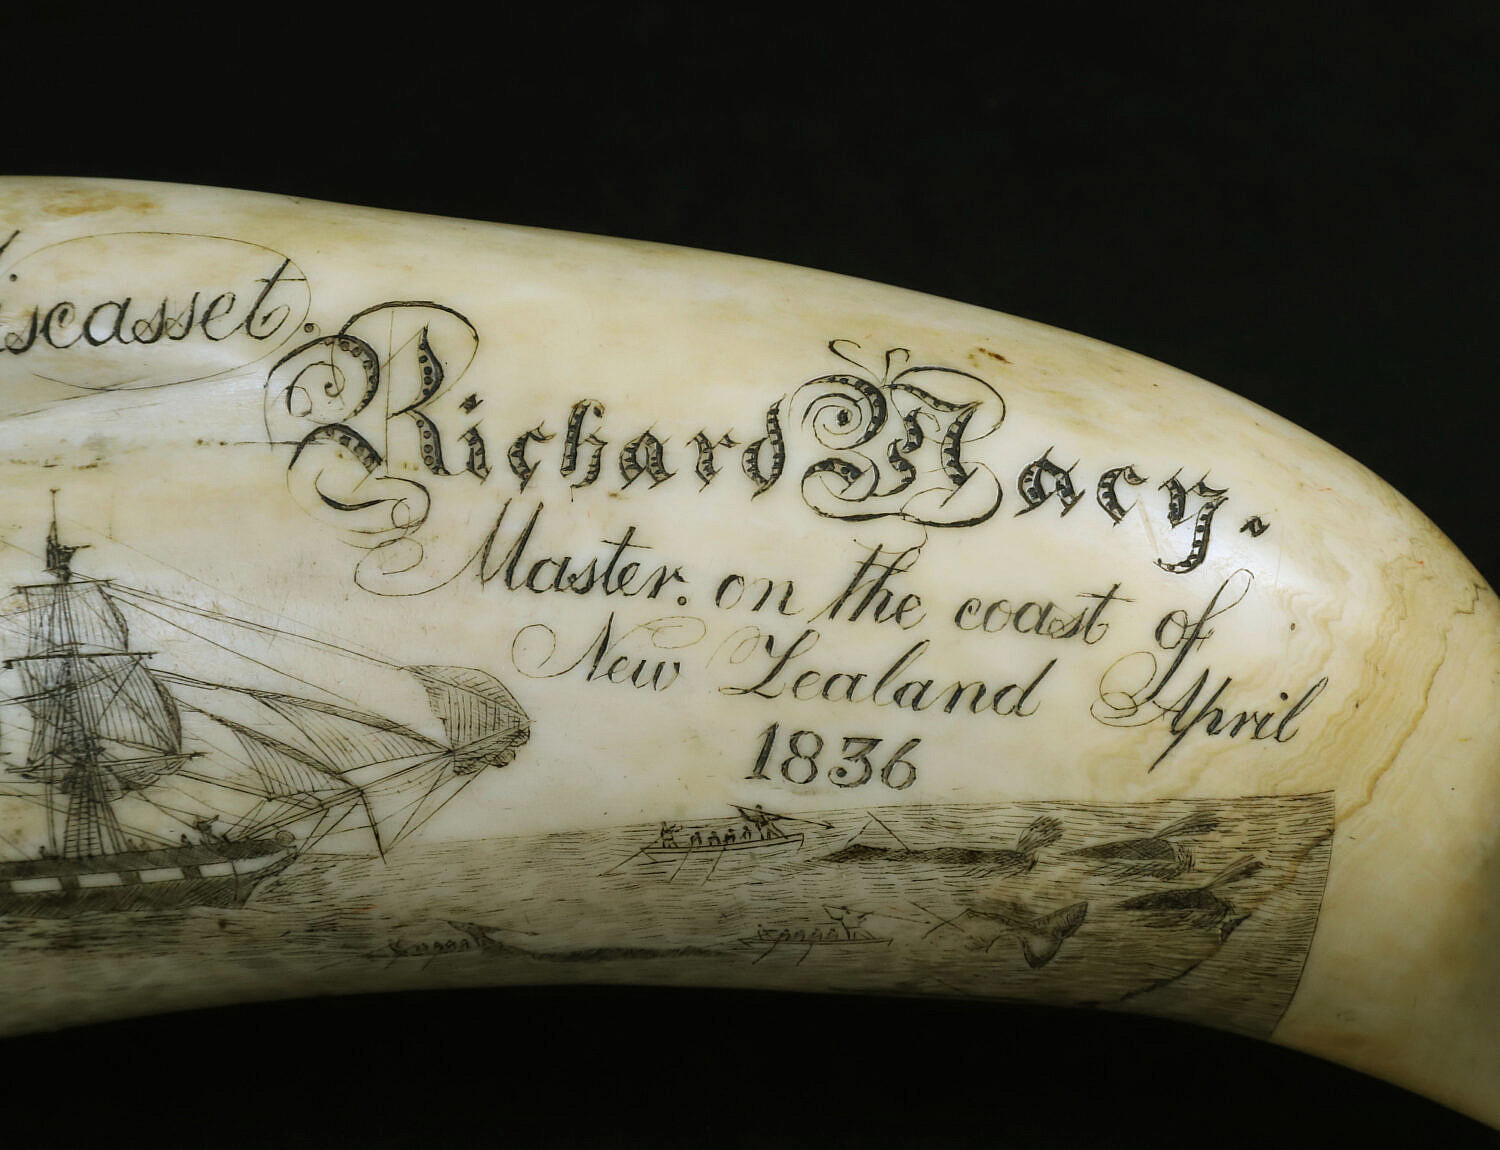 iscasset.
Richard Macy.
Master. on the coast of
New Zealand April
1836